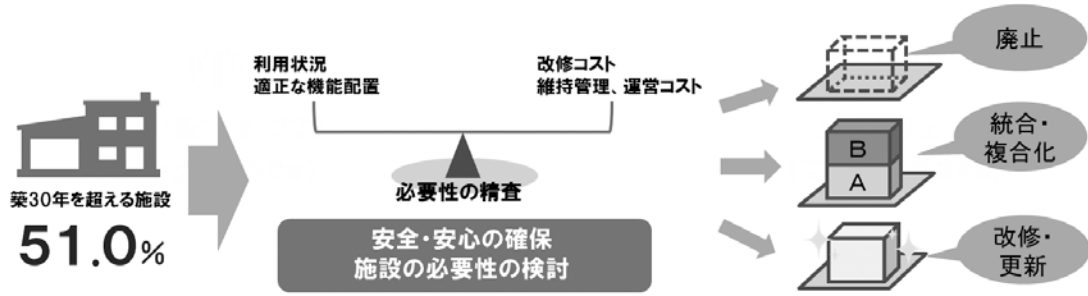 築30年を超える施設
51.0%
利用状況
適正な機能配置
改修コスト
維持管理、運営コスト
必要性の精査
安全・安心の確保
施設の必要性の検討
廃止
B
A
統合・
複合化
改修・
更新